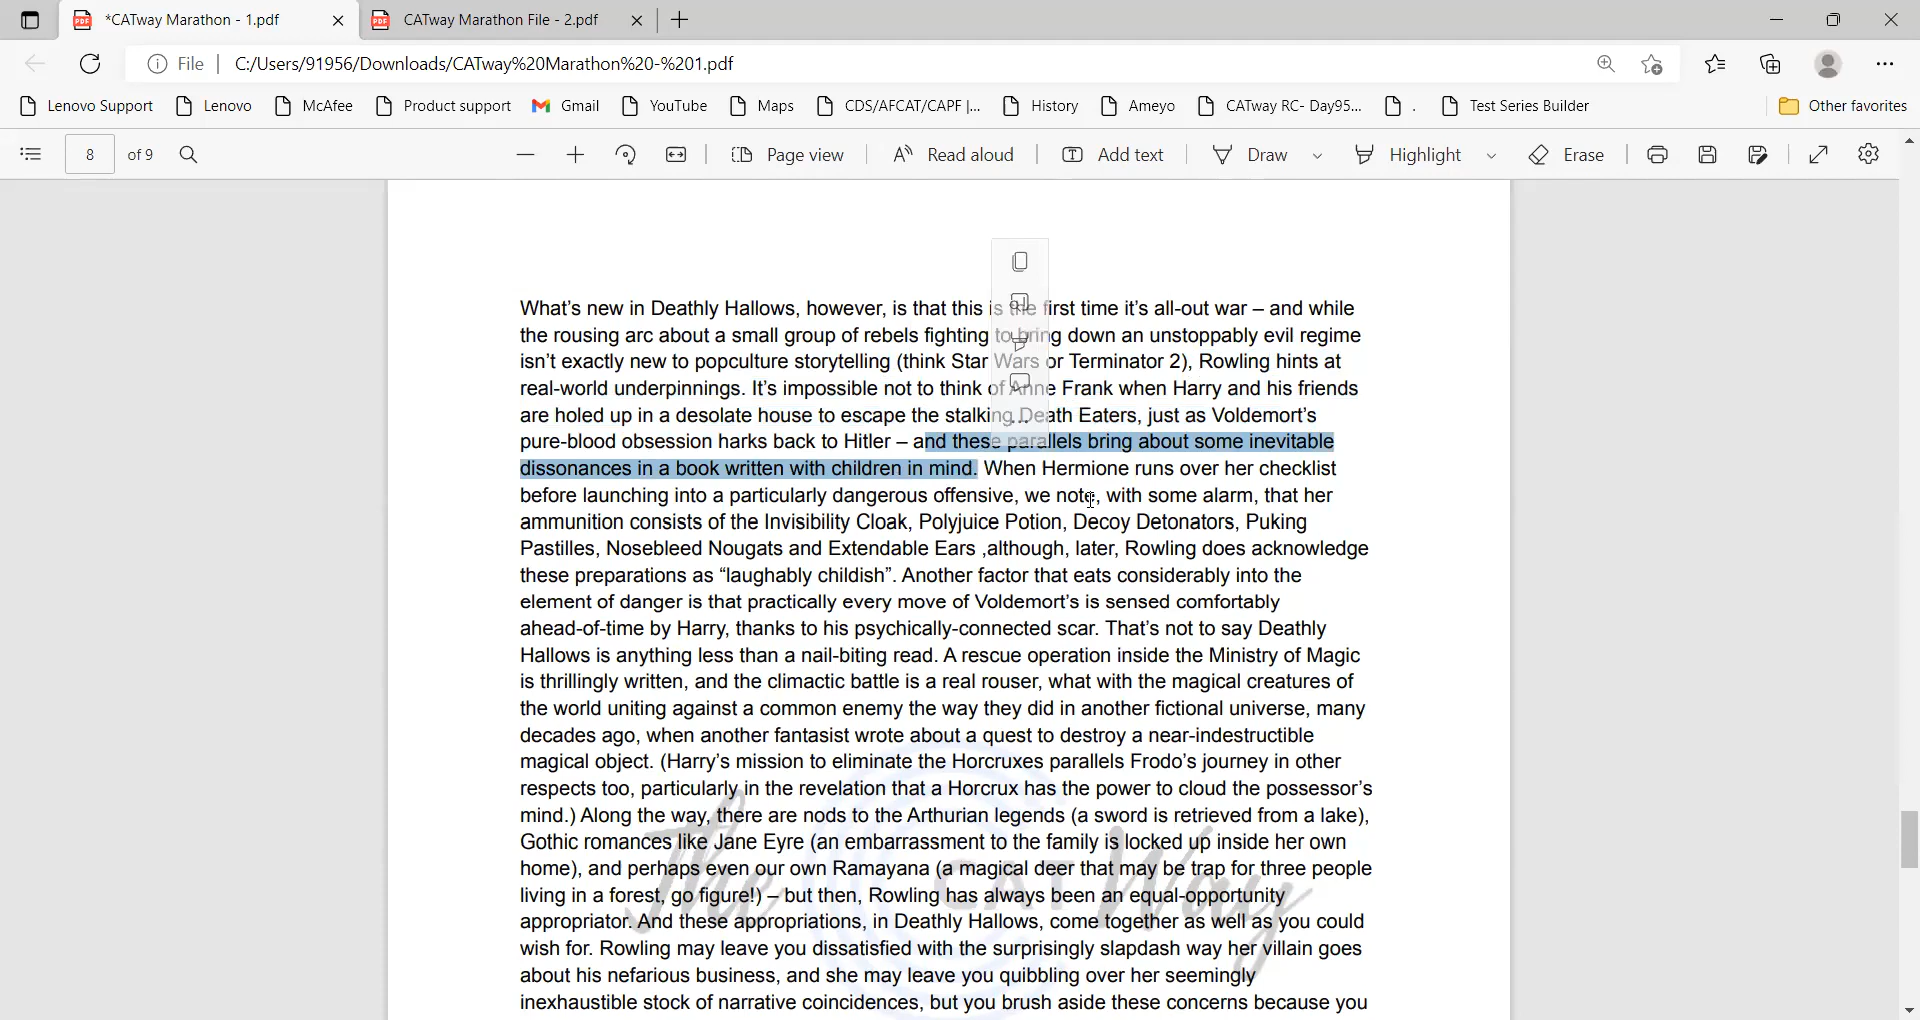 *CATway Marathon - 1.pdf
CATway Marathon File - 2.pdf
File
C:/Users/91956/Downloads/CATway%20Marathon%20-%201.pdf
Lenovo Support
Lenovo
McAfee
Product support
Gmail
YouTube
Maps
CDS/AFCAT/CAPF |...
History
Ameyo
CATway RC- Day95...
.
Test Series Builder
Other favorites
8
of 9
Page view
Read aloud
Add text
Draw
Highlight
Erase
What's new in Deathly Hallows, however, is that this is the first time it's all-out war – and while
the rousing arc about a small group of rebels fighting to bring down an unstoppably evil regime
isn't exactly new to popculture storytelling (think Star Wars or Terminator 2), Rowling hints at
real-world underpinnings. It's impossible not to think of Anne Frank when Harry and his friends
are holed up in a desolate house to escape the stalking Death Eaters, just as Voldemort's
pure-blood obsession harks back to Hitler – and these parallels bring about some inevitable
dissonances in a book written with children in mind. When Hermione runs over her checklist
before launching into a particularly dangerous offensive, we note, with some alarm, that her
ammunition consists of the Invisibility Cloak, Polyjuice Potion, Decoy Detonators, Puking
Pastilles, Nosebleed Nougats and Extendable Ears ,although, later, Rowling does acknowledge
these preparations as “laughably childish”. Another factor that eats considerably into the
element of danger is that practically every move of Voldemort's is sensed comfortably
ahead-of-time by Harry, thanks to his psychically-connected scar. That's not to say Deathly
Hallows is anything less than a nail-biting read. A rescue operation inside the Ministry of Magic
is thrillingly written, and the climactic battle is a real rouser, what with the magical creatures of
the world uniting against a common enemy the way they did in another fictional universe, many
decades ago, when another fantasist wrote about a quest to destroy a near-indestructible
magical object. (Harry's mission to eliminate the Horcruxes parallels Frodo's journey in other
respects too, particularly in the revelation that a Horcrux has the power to cloud the possessor's
mind.) Along the way, there are nods to the Arthurian legends (a sword is retrieved from a lake),
Gothic romances like Jane Eyre (an embarrassment to the family is locked up inside her own
home), and perhaps even our own Ramayana (a magical deer that may be trap for three people
living in a forest, go figure!) – but then, Rowling has always been an equal-opportunity
appropriator. And these appropriations, in Deathly Hallows, come together as well as you could
wish for. Rowling may leave you dissatisfied with the surprisingly slapdash way her villain goes
about his nefarious business, and she may leave you quibbling over her seemingly
inexhaustible stock of narrative coincidences, but you brush aside these concerns because you
The CAT Way